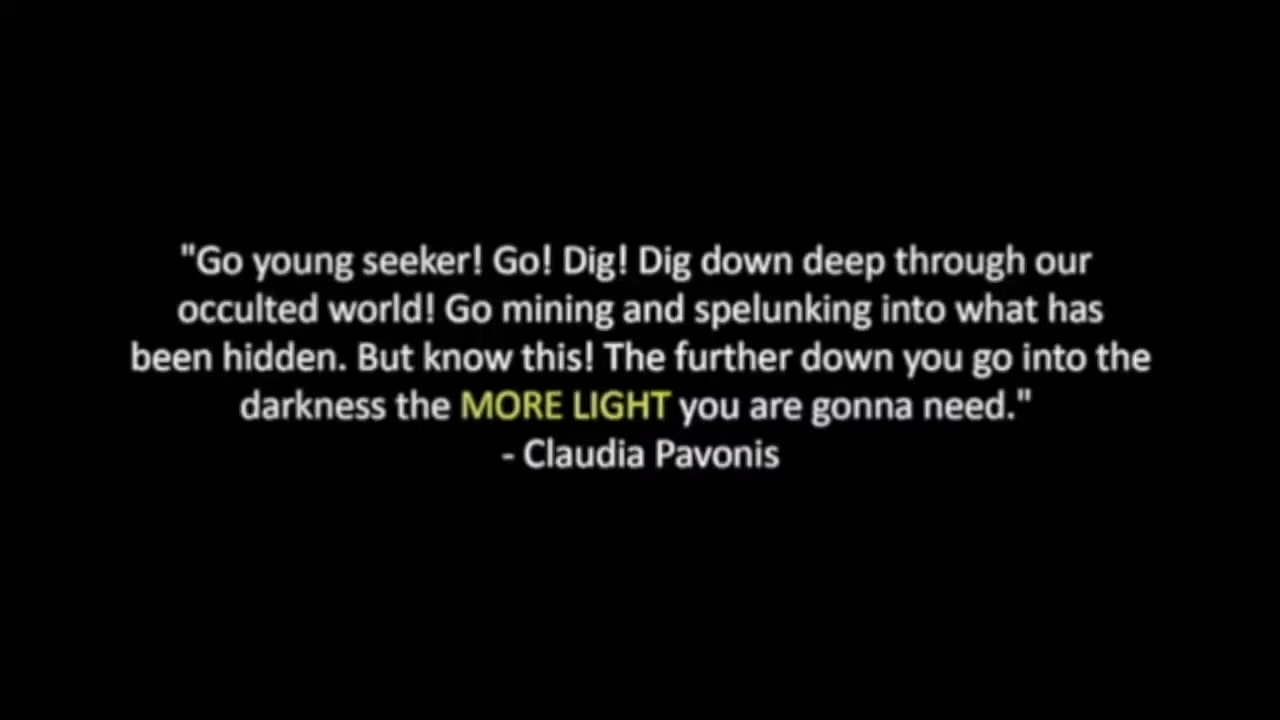 "Go young seeker! Go! Dig! Dig down deep through our
occulted world! Go mining and spelunking into what has
been hidden. But know this! The further down you go into the
darkness the MORE LIGHT you are gonna need."
- Claudia Pavonis